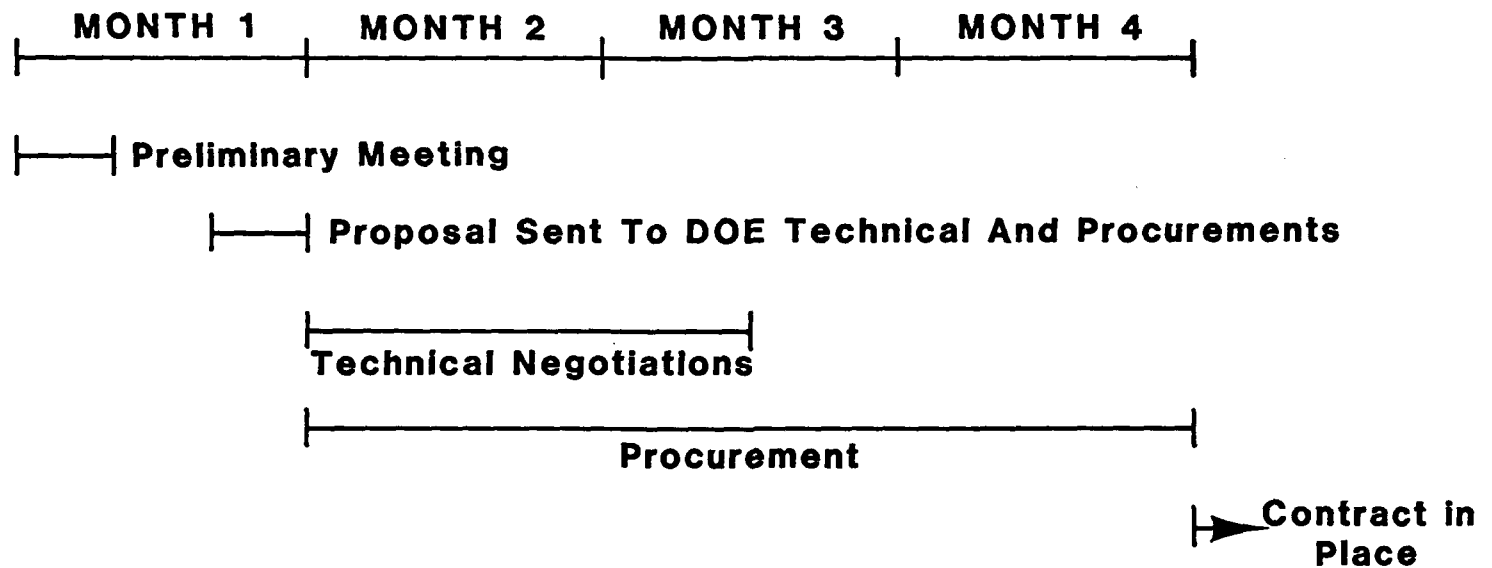 MONTH 1 MONTH 2 MONTH 3 MONTH 4
Preliminary Meeting
Proposal Sent To DOE Technical And Procurements
Technical Negotiations
Procurement
Contract in
Place